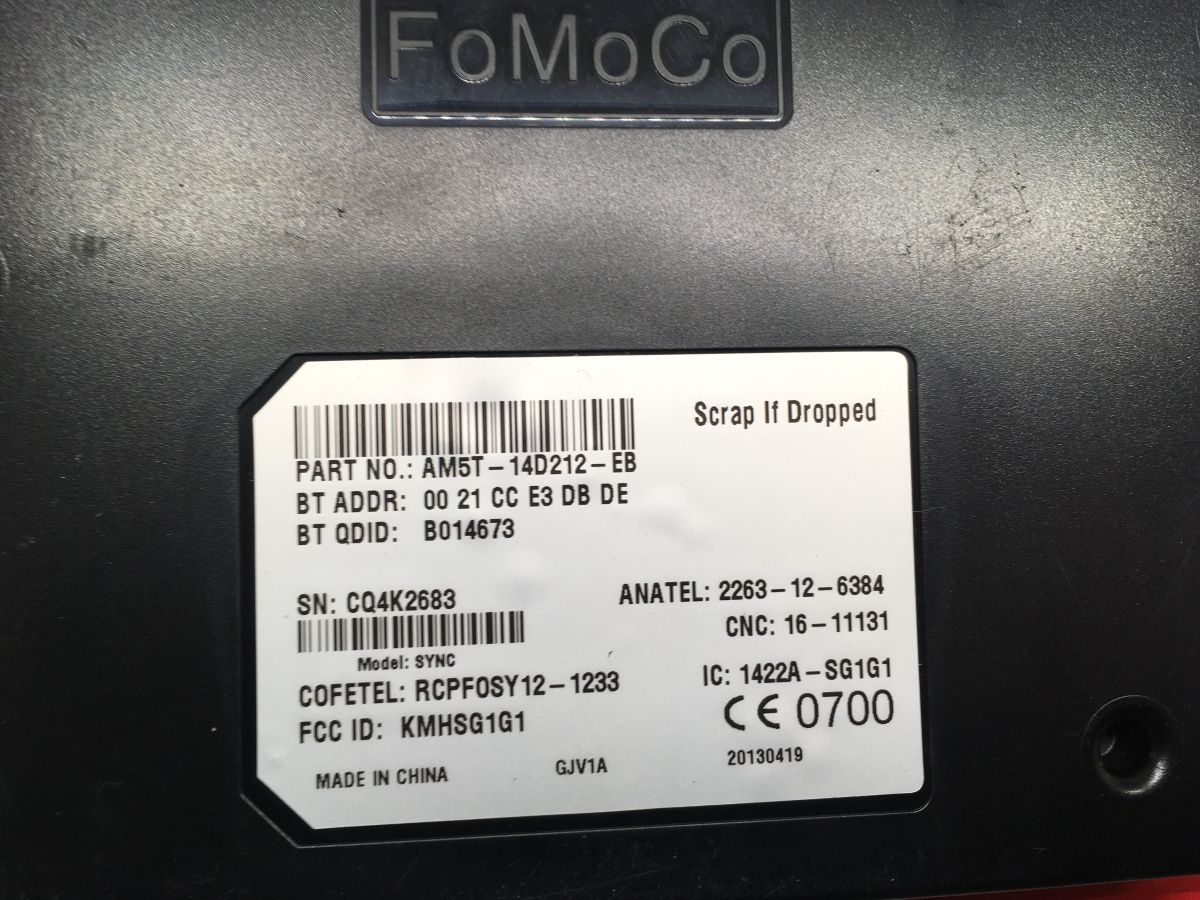 FoMoCo
Scrap If Dropped
PART NO.: AM5T-14D212-EB
BT ADDR: 00 21 CC E3 DB DE
BT QDID: B014673
SN: CQ4K2683
ANATEL: 2263-12-6384
CNC: 16-11131
Model: SYNC
IC: 1422A-SG1G1
COFETEL: RCPFOSY12-1233
CE 0700
FCC ID: KMHSG1G1
20130419
MADE IN CHINA
GJV1A